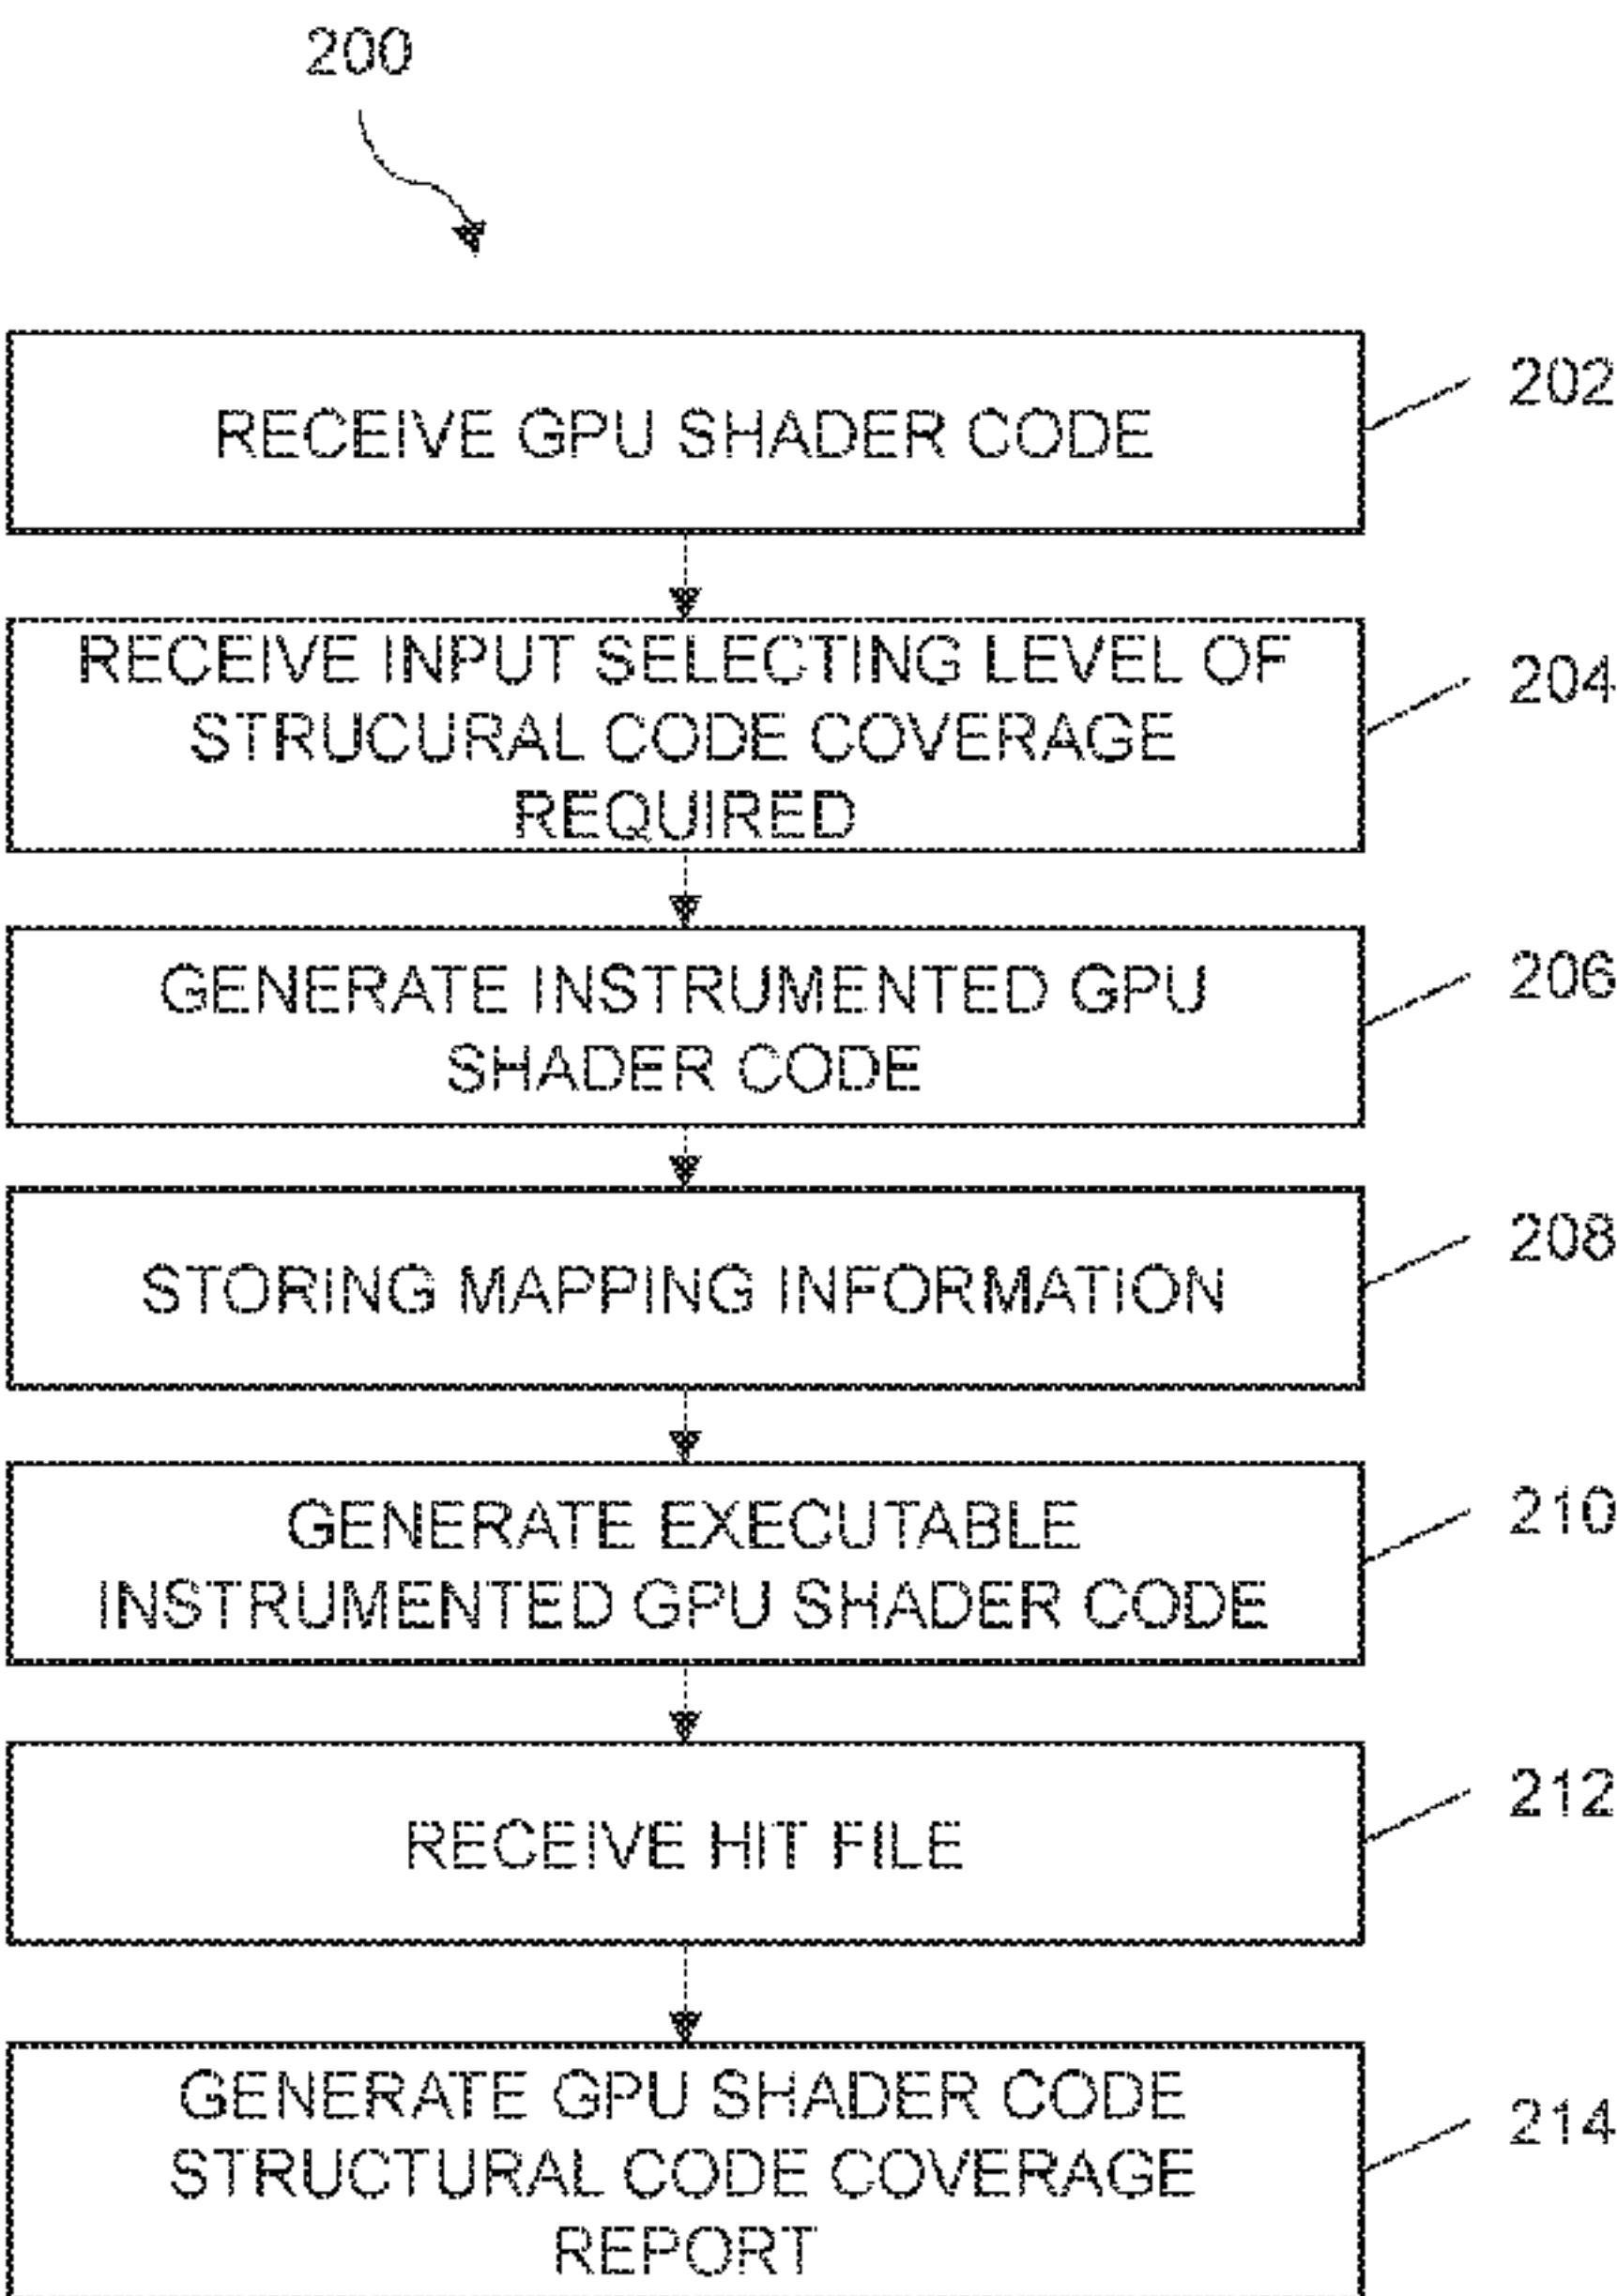 200
RECEIVE GPU SHADER CODE
202
RECEIVE INPUT SELECTING LEVEL OF
STRUCURAL CODE COVERAGE
REQUIRED
204
GENERATE INSTRUMENTED GPU
SHADER CODE
206
STORING MAPPING INFORMATION
208
GENERATE EXECUTABLE
INSTRUMENTED GPU SHADER CODE
210
RECEIVE HIT FILE
212
GENERATE GPU SHADER CODE
STRUCTURAL CODE COVERAGE
REPORT
214